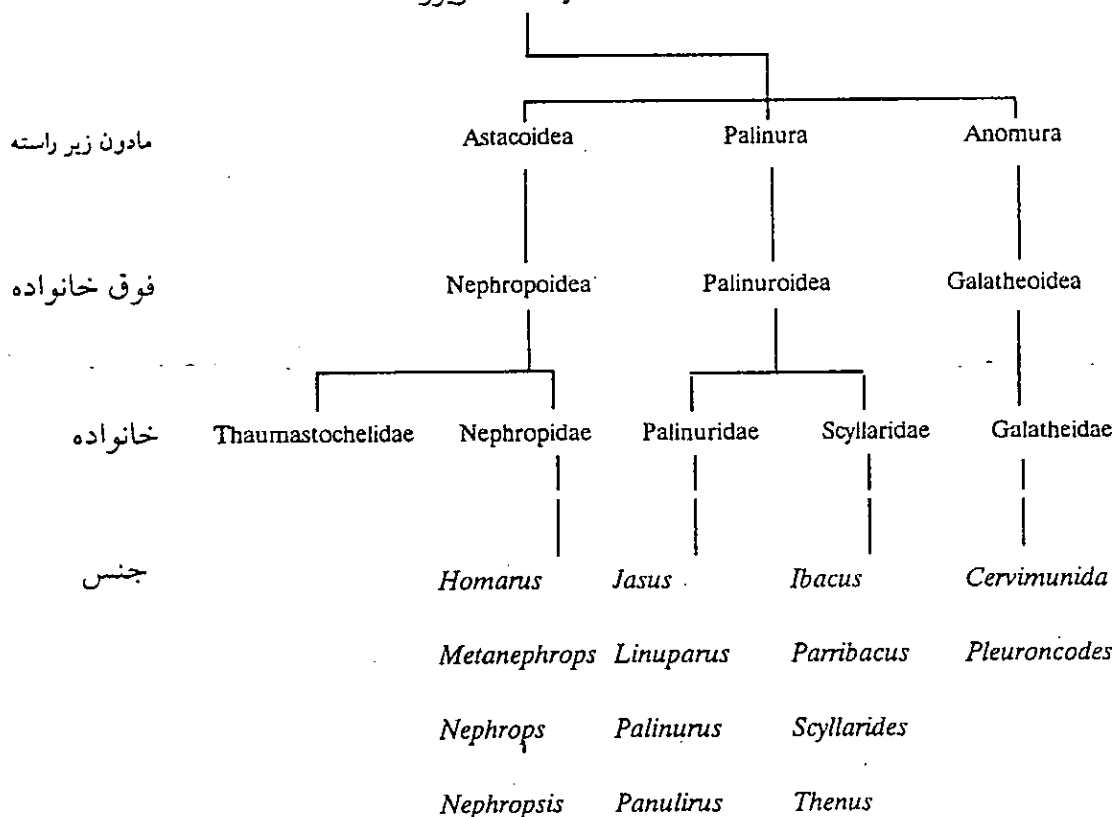 مادون زیر راسته Astacoidea Palinura Anomura
فوق خانواده Nephropoidea Palinuroidea Galatheoidea
خانواده Thaumastochelidae Nephropidae Palinuridae Scyllaridae Galatheidae
جنس Homarus Jasus Ibacus Cervimunida
Metanephrops Linuparus Parribacus Pleuroncodes
Nephrops Palinurus Scyllarides
Nephropsis Panulirus Thenus